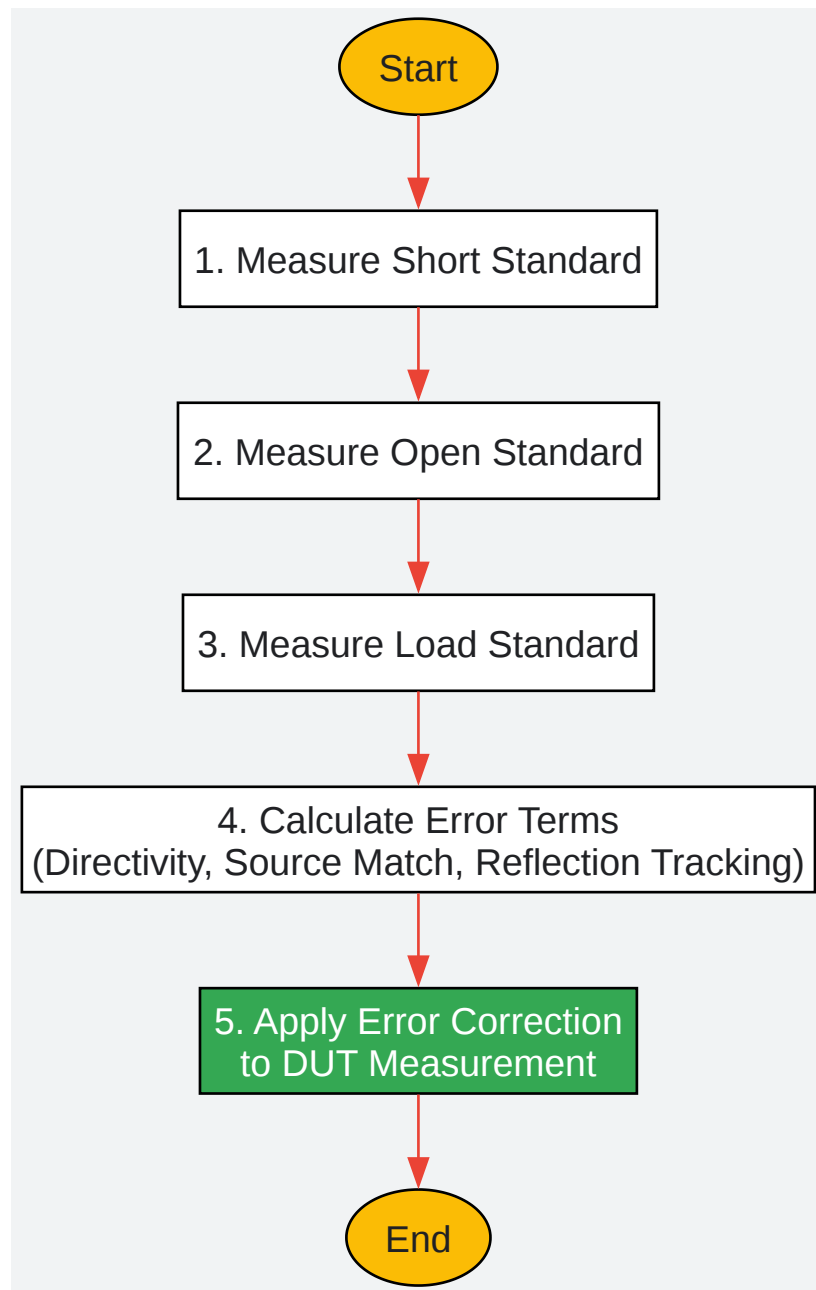 Start
1. Measure Short Standard
2. Measure Open Standard
3. Measure Load Standard
4. Calculate Error Terms
(Directivity, Source Match, Reflection Tracking)
5. Apply Error Correction
to DUT Measurement
End